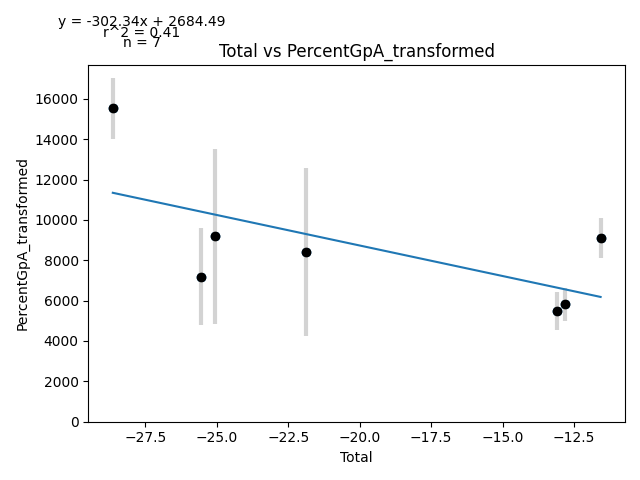 y = -302.34x + 2684.49
r^2 = 0.41
n = 7
Total vs PercentGpA_transformed
PercentGpA_transformed
16000
14000
12000
10000
8000
6000
4000
2000
0
−27.5 −25.0 −22.5 −20.0 −17.5 −15.0 −12.5
Total